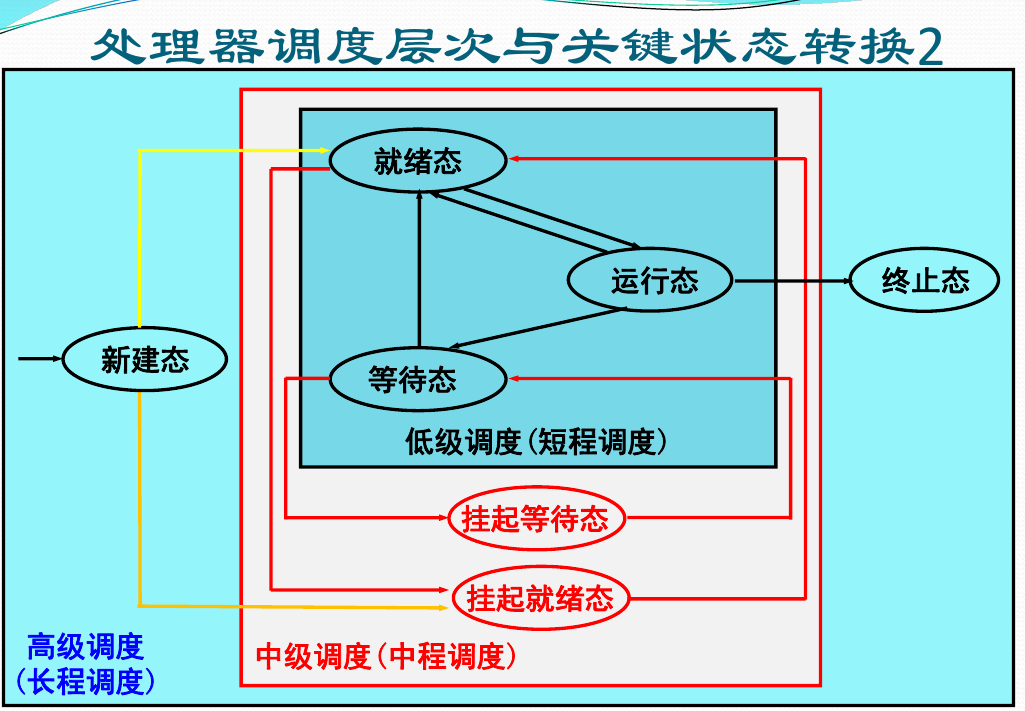 处理器调度层次与关键状态转换2
就绪态
运行态
终止态
新建态
等待态
低级调度(短程调度)
挂起等待态
挂起就绪态
高级调度
(长程调度)
中级调度(中程调度)